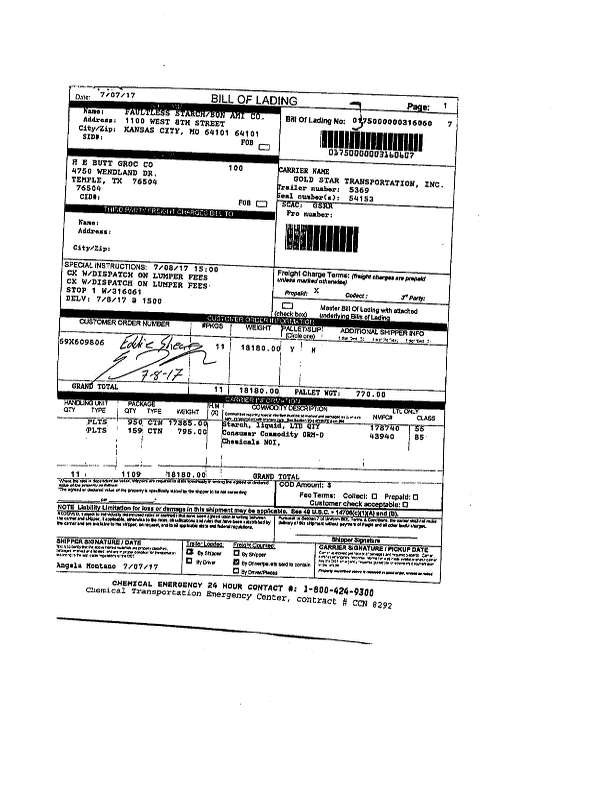 Date: 7/07/17 BILL OF LADING Page: 1
Name: FAULTLESS STARCH/BON AMI CO.
Address: 1100 WEST 8TH STREET
City/Zip: KANSAS CITY, MO 64101 64101
SID#:
FOB
Bill Of Lading No: 0175000000316060 7
01750000003160607
H E BUTT GROC CO 100
4750 WENDLAND DR.
TEMPLE, TX 76504
76504
CID#:
FOB
CARRIER NAME
GOLD STAR TRANSPORTATION, INC.
Trailer number: 5369
Seal number(s): 54153
SCAC: GSRA
Pro number:
THIRD PARTY FREIGHT CHARGES BILL TO
Name:
Address:
City/Zip:
SPECIAL INSTRUCTIONS: 7/08/17 15:00
CK W/DISPATCH ON LUMPER FEES
CK W/DISPATCH ON LUMPER FEES
STOP 1 W/316061
DELV: 7/8/17 @ 1500
Freight Charge Terms: (freight charges are prepaid
unless marked otherwise)
Prepaid: X Collect: 3rd Party:
(check box)
Master Bill Of Lading with attached
underlying Bills of Lading
CUSTOMER ORDER INFORMATION
CUSTOMER ORDER NUMBER #PKGS WEIGHT PALLET/SLIP (Circle one) ADDITIONAL SHIPPER INFO
69X609806 11 18180.00 Y N
7-8-17
GRAND TOTAL 11 18180.00 PALLET WGT: 770.00
CARRIER INFORMATION
HANDLING UNIT PACKAGE H.M. (X) COMMODITY DESCRIPTION LTL ONLY
QTY TYPE QTY TYPE WEIGHT NMFC# CLASS
PLTS 950 CTN 17385.00 Starch, liquid, LTD QTY 178740 55
PLTS 159 CTN 795.00 Consumer Commodity ORM-D 43940 85
Chemicals NOI,
11 1109 18180.00 GRAND TOTAL
COD Amount: $
Fee Terms: Collect: Prepaid:
Customer check acceptable:
NOTE Liability Limitation for loss or damage in this shipment may be applicable. See 49 U.S.C. - 14706(c)(1)(A) and (B).
Shipper Signature
SHIPPER SIGNATURE / DATE
Angela Montano 7/07/17
Trailer Loaded:
By Shipper
By Driver
Freight Counted:
By Shipper
By Driver/pallets said to contain
By Driver/Pieces
CARRIER SIGNATURE / PICKUP DATE
CHEMICAL EMERGENCY 24 HOUR CONTACT #: 1-800-424-9300
Chemical Transportation Emergency Center, contract # CCN 8292